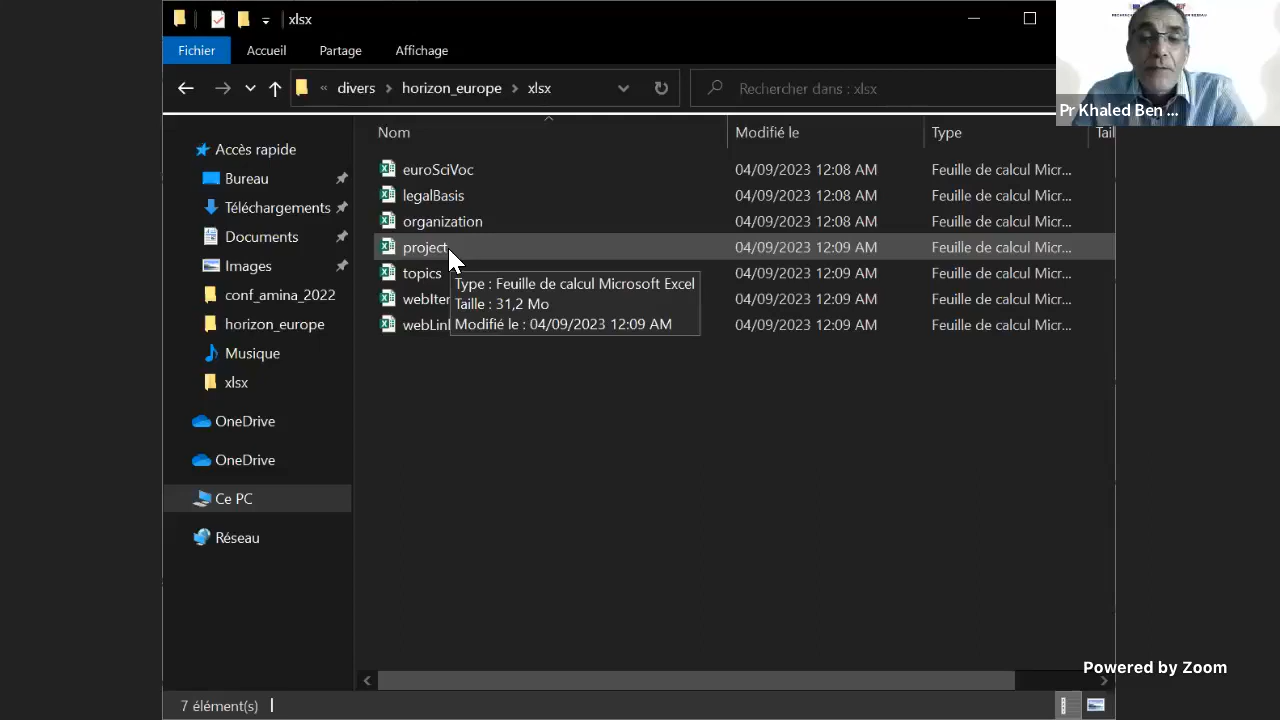 xlsx
Fichier Accueil Partage Affichage
« divers > horizon_europe > xlsx
Rechercher dans : xlsx
Pr Khaled Ben ...
Nom Modifié le Type Tail
Accès rapide
Bureau
Téléchargements
Documents
Images
conf_amina_2022
horizon_europe
Musique
xlsx
OneDrive
OneDrive
Ce PC
Réseau
euroSciVoc 04/09/2023 12:08 AM Feuille de calcul Micr...
legalBasis 04/09/2023 12:08 AM Feuille de calcul Micr...
organization 04/09/2023 12:08 AM Feuille de calcul Micr...
project 04/09/2023 12:09 AM Feuille de calcul Micr...
topics 04/09/2023 12:09 AM Feuille de calcul Micr...
webIter 04/09/2023 12:09 AM Feuille de calcul Micr...
webLinl 04/09/2023 12:09 AM Feuille de calcul Micr...
Type : Feuille de calcul Microsoft Excel
Taille : 31,2 Mo
Modifié le : 04/09/2023 12:09 AM
Powered by Zoom
7 élément(s)